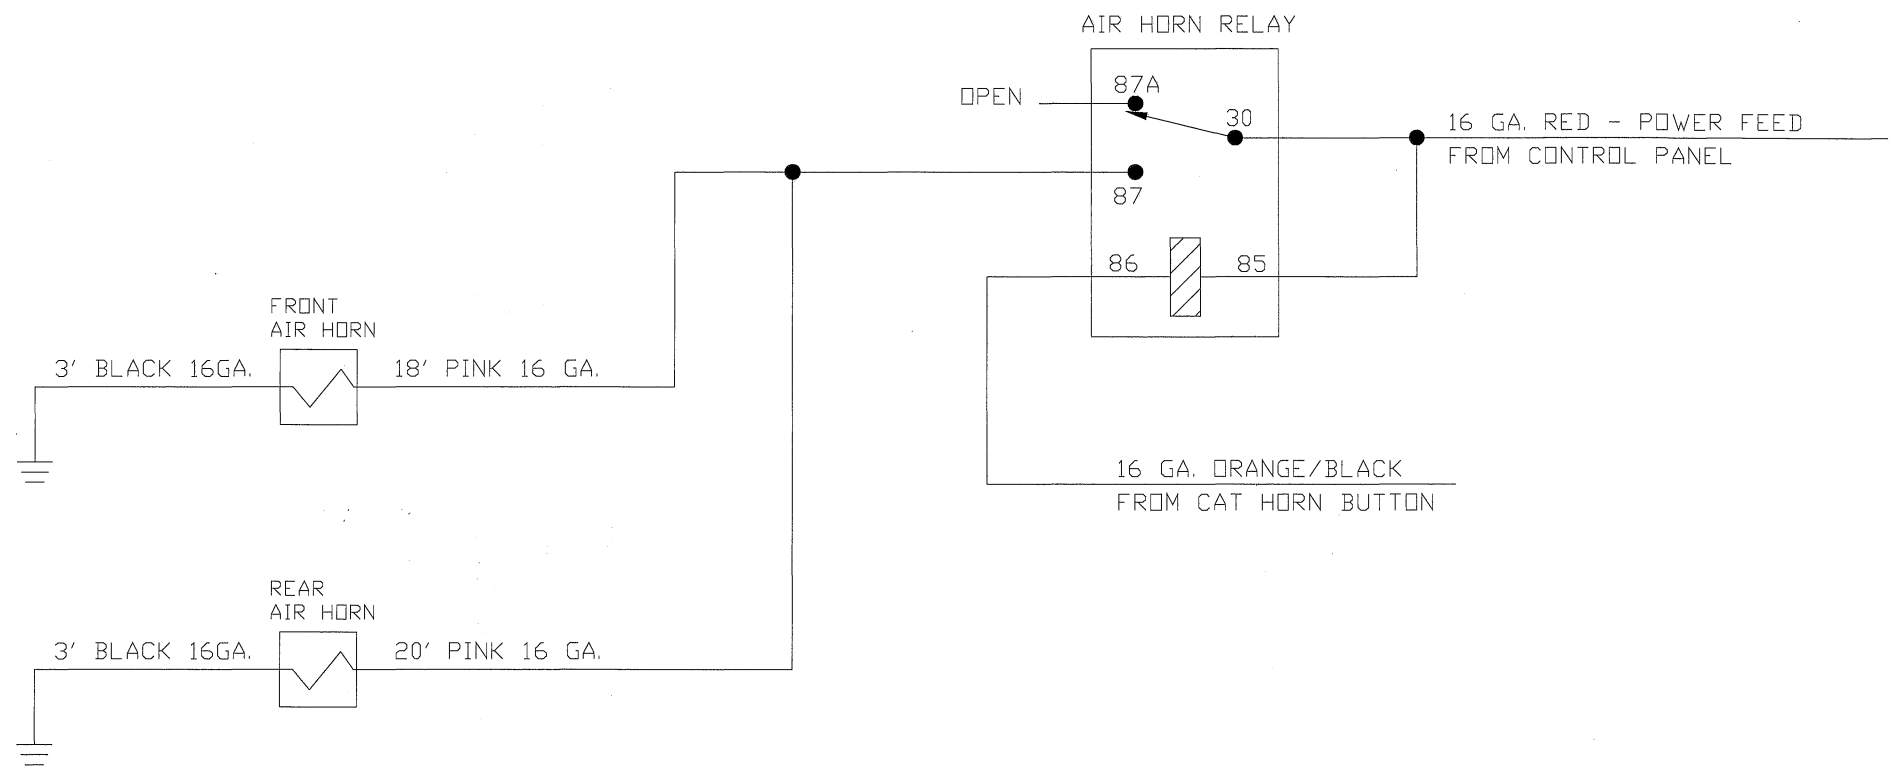 AIR HORN RELAY
87A
OPEN
30
16 GA. RED - POWER FEED
FROM CONTROL PANEL
87
86
85
FRONT
AIR HORN
3' BLACK 16GA.
18' PINK 16 GA.
16 GA. ORANGE/BLACK
FROM CAT HORN BUTTON
REAR
AIR HORN
3' BLACK 16GA.
20' PINK 16 GA.